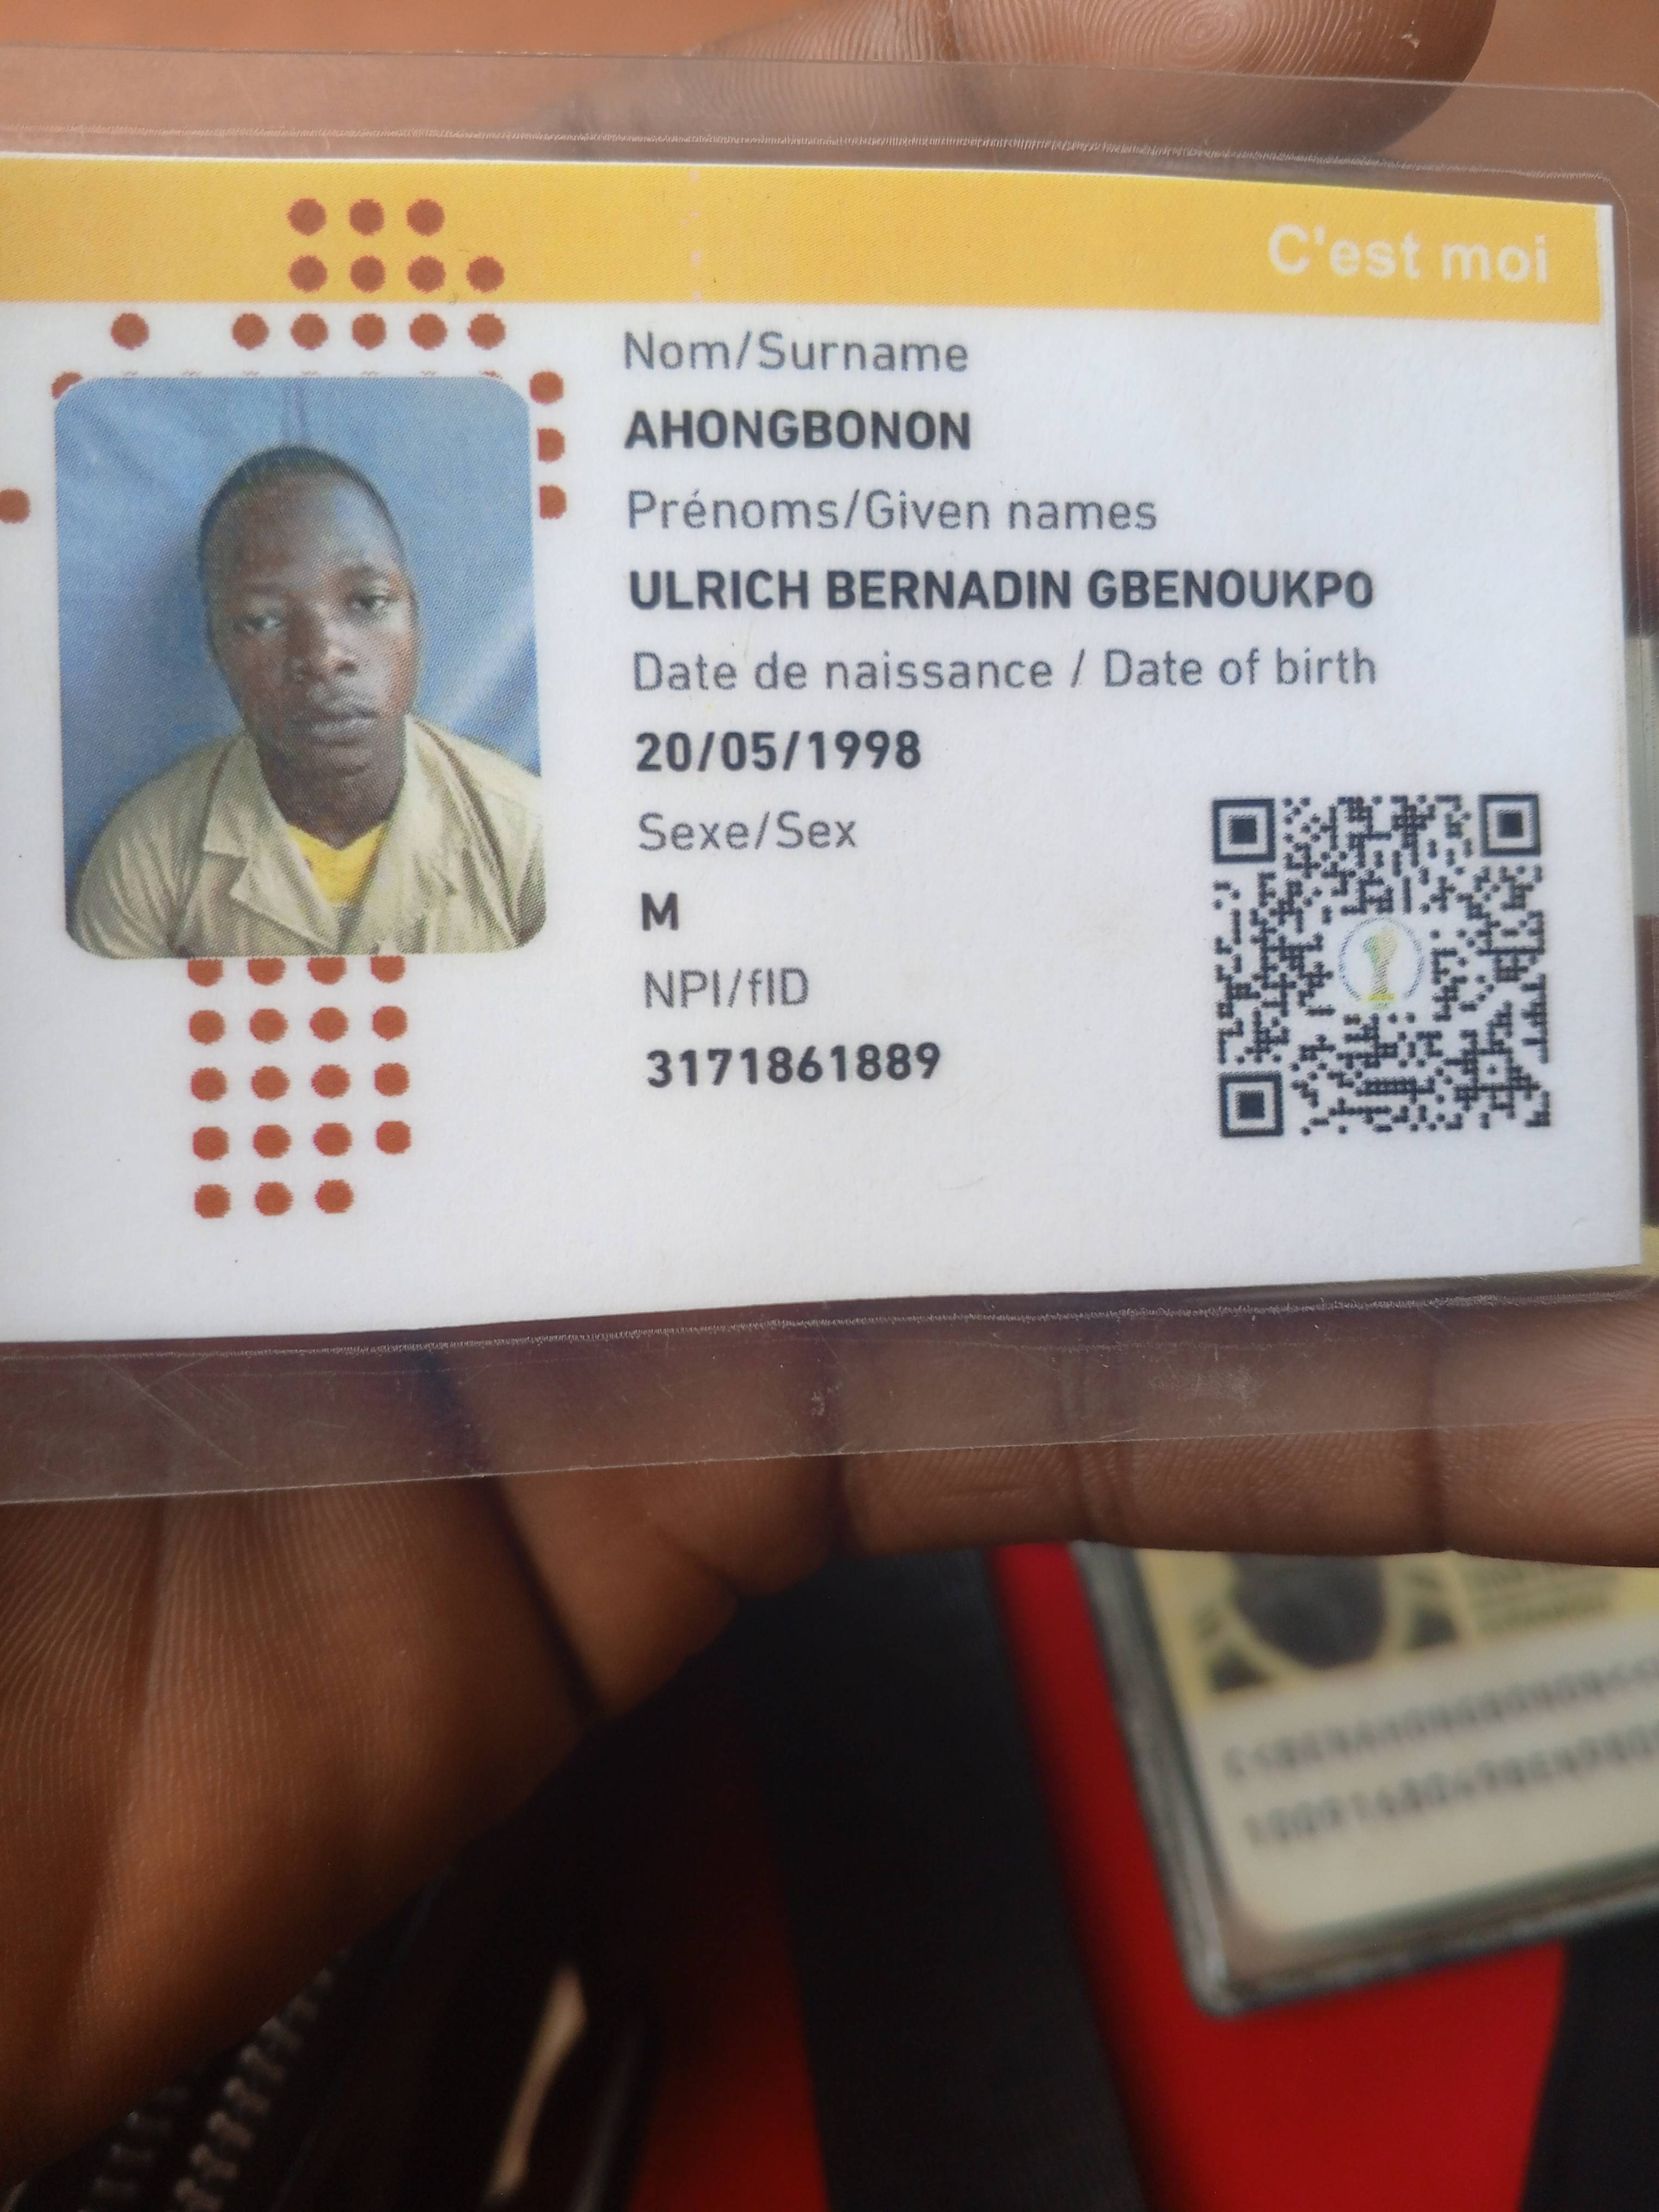 C'est moi
Nom/Surname
AHONGBONON
Prénoms/Given names
ULRICH BERNADIN GBENOUKPO
Date de naissance / Date of birth
20/05/1998
Sexe/Sex
M
NPI/fID
3171861889